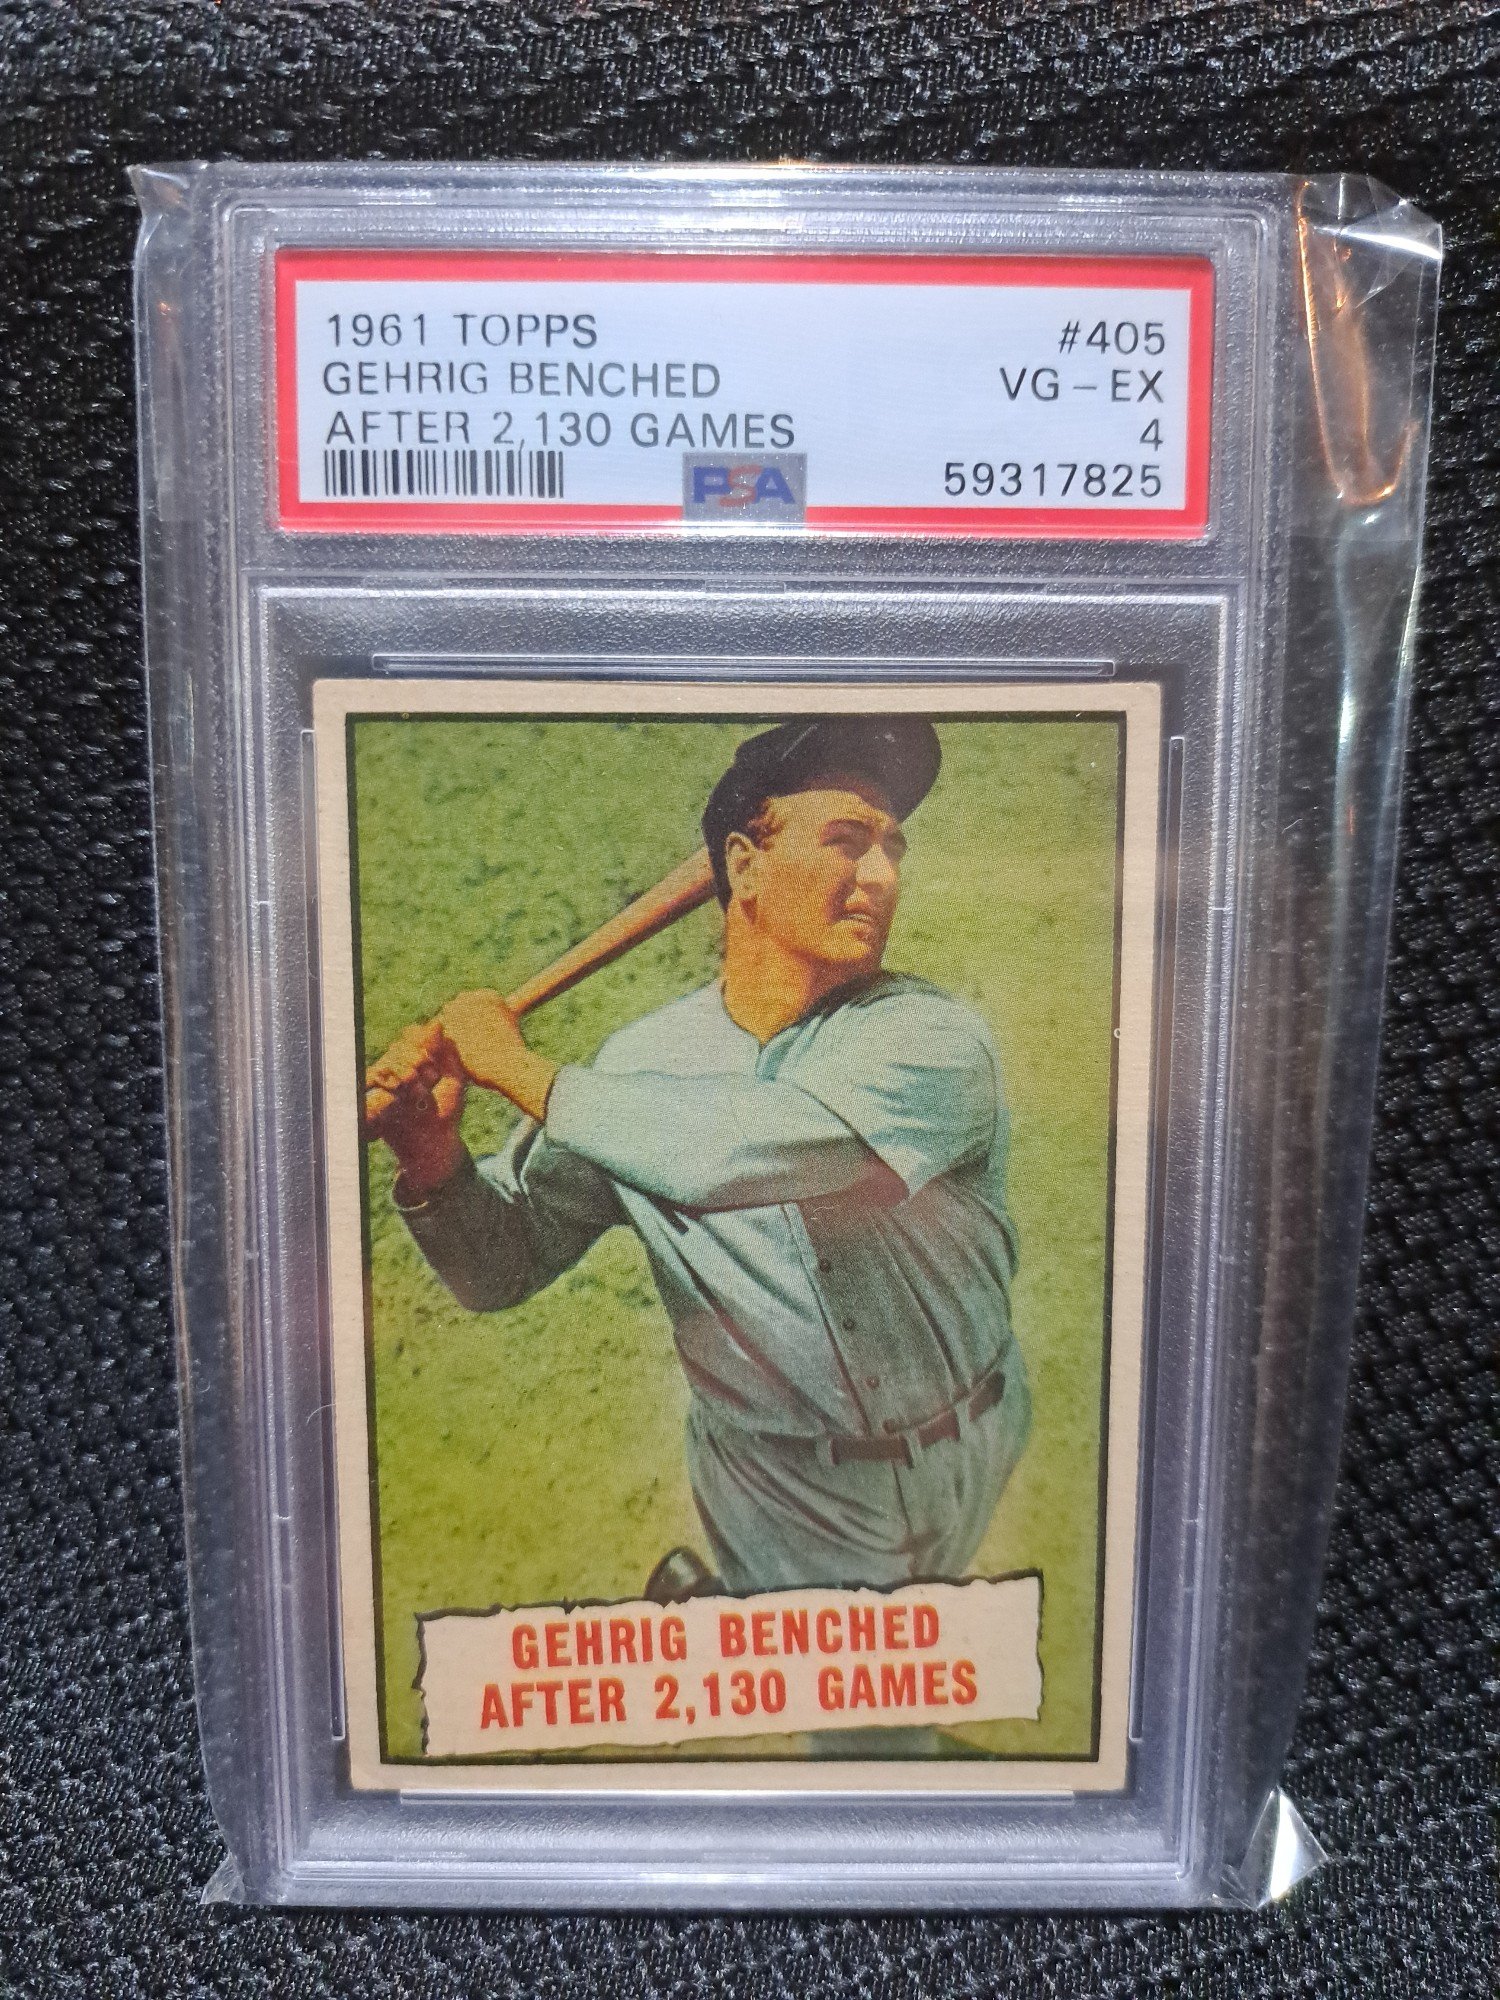 1961 TOPPS #405
GEHRIG BENCHED VG - EX
AFTER 2,130 GAMES 4
PSA 59317825
GEHRIG BENCHED
AFTER 2,130 GAMES